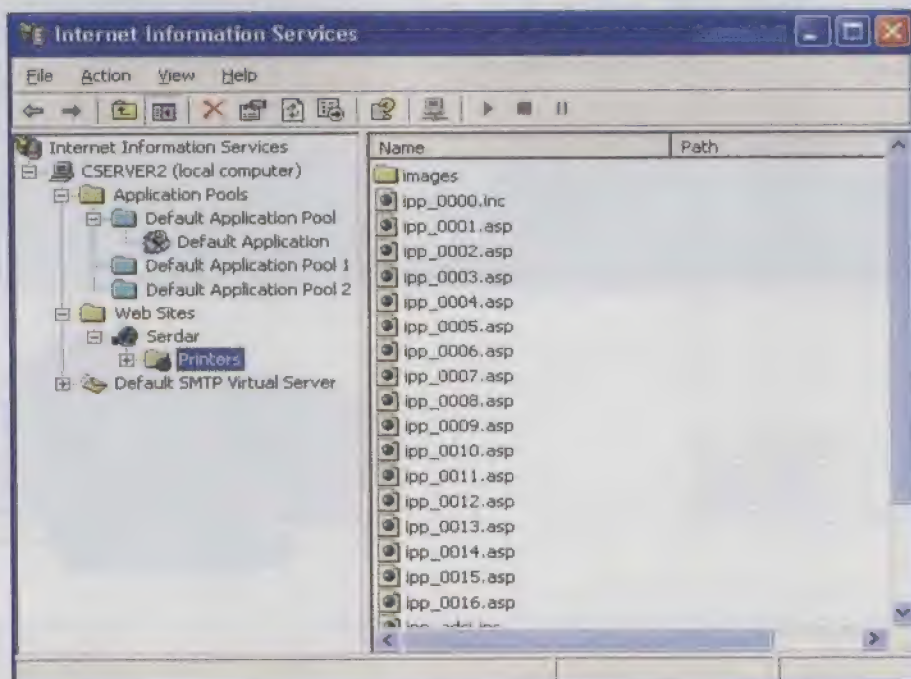 Internet Information Services
File Action View Help
Internet Information Services
CSERVER2 (local computer)
Application Pools
Default Application Pool
Default Application
Default Application Pool 1
Default Application Pool 2
Web Sites
Serdar
Printers
Default SMTP Virtual Server
Name Path
images
ipp_0000.inc
ipp_0001.asp
ipp_0002.asp
ipp_0003.asp
ipp_0004.asp
ipp_0005.asp
ipp_0006.asp
ipp_0007.asp
ipp_0008.asp
ipp_0009.asp
ipp_0010.asp
ipp_0011.asp
ipp_0012.asp
ipp_0013.asp
ipp_0014.asp
ipp_0015.asp
ipp_0016.asp